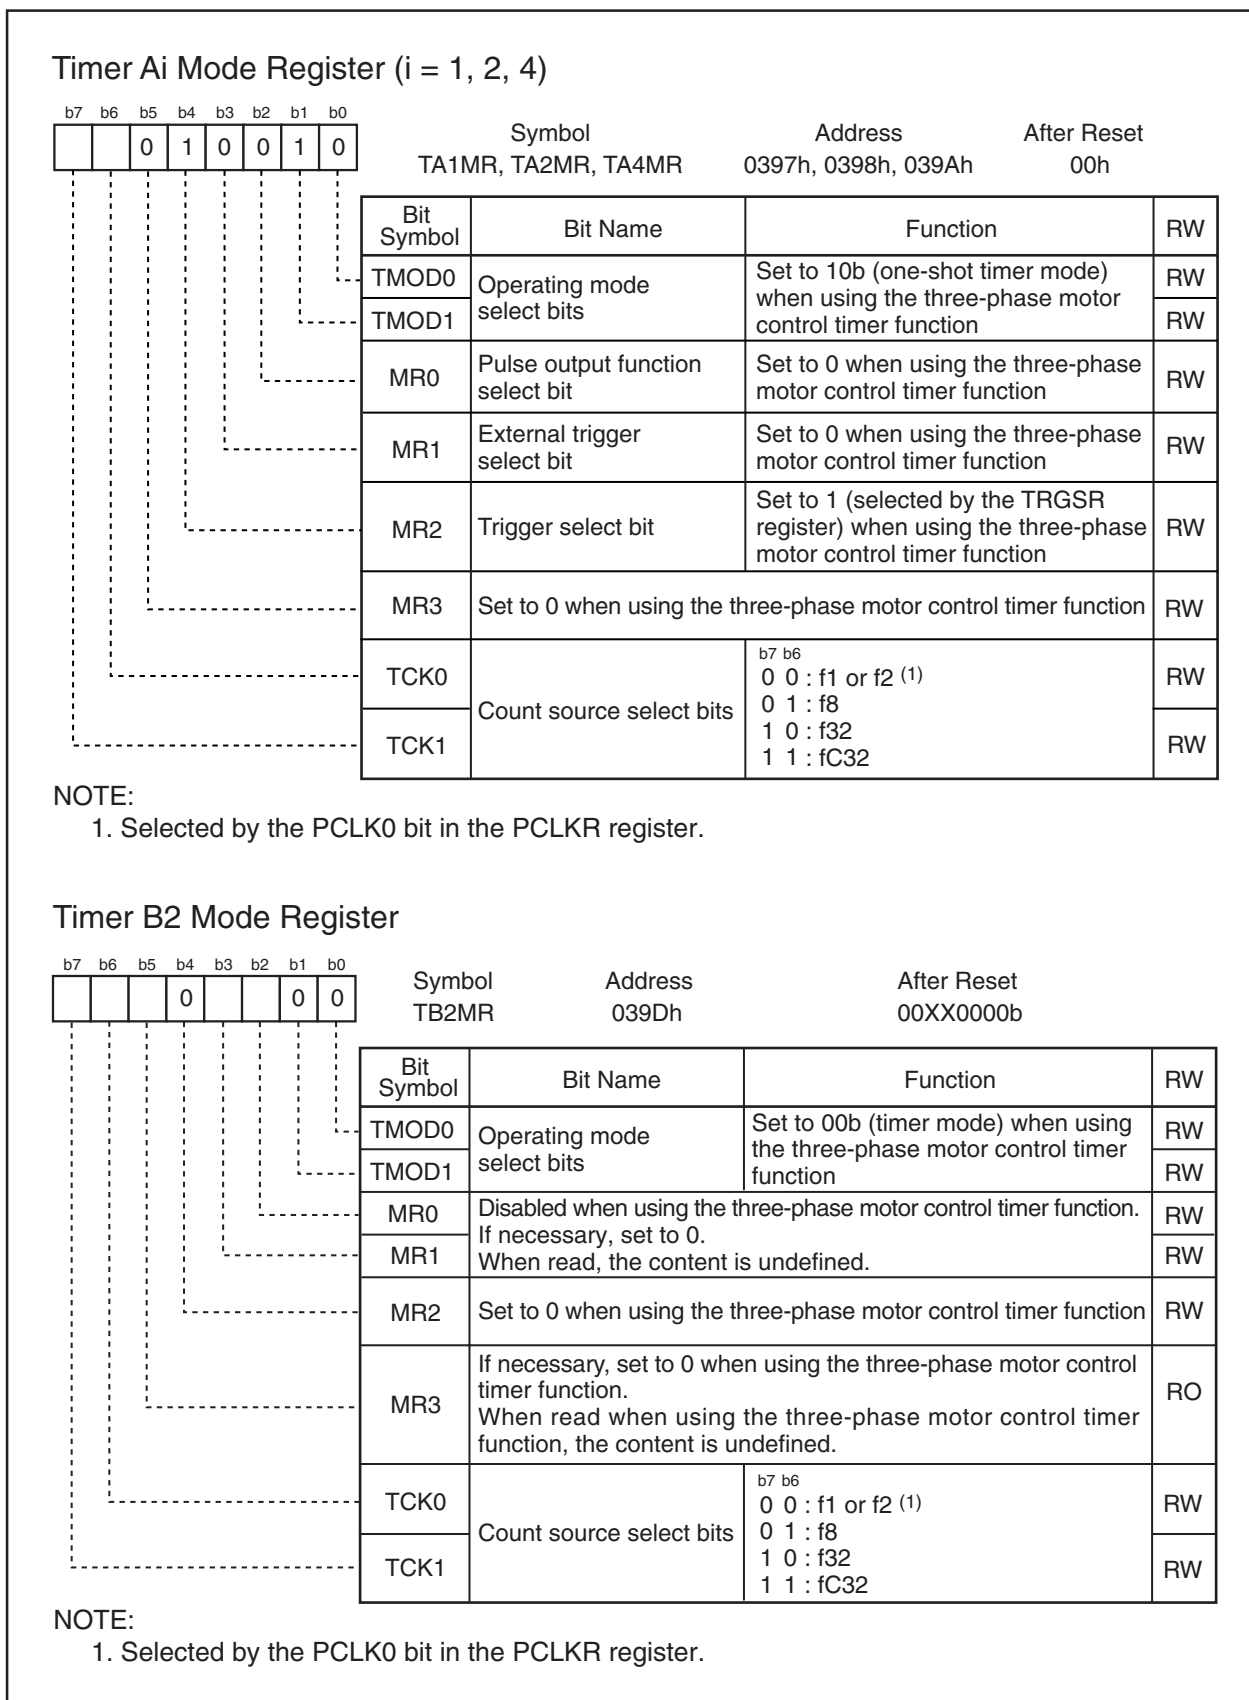 Timer Ai Mode Register (i = 1, 2, 4)
b7 b6 b5 b4 b3 b2 b1 b0
0 1 0 0 1 0
Symbol Address After Reset
TA1MR, TA2MR, TA4MR 0397h, 0398h, 039Ah 00h
Bit Symbol Bit Name Function RW
TMOD0 Operating mode select bits Set to 10b (one-shot timer mode) when using the three-phase motor control timer function RW
TMOD1 RW
MR0 Pulse output function select bit Set to 0 when using the three-phase motor control timer function RW
MR1 External trigger select bit Set to 0 when using the three-phase motor control timer function RW
MR2 Trigger select bit Set to 1 (selected by the TRGSR register) when using the three-phase motor control timer function RW
MR3 Set to 0 when using the three-phase motor control timer function RW
b7 b6
TCK0 Count source select bits 0 0 : f1 or f2 (1) RW
0 1 : f8
1 0 : f32
TCK1 1 1 : fC32 RW
NOTE:
1. Selected by the PCLK0 bit in the PCLKR register.
Timer B2 Mode Register
b7 b6 b5 b4 b3 b2 b1 b0
0 0 0
Symbol Address After Reset
TB2MR 039Dh 00XX0000b
Bit Symbol Bit Name Function RW
TMOD0 Operating mode select bits Set to 00b (timer mode) when using the three-phase motor control timer function RW
TMOD1 RW
MR0 Disabled when using the three-phase motor control timer function. RW
If necessary, set to 0.
MR1 When read, the content is undefined. RW
MR2 Set to 0 when using the three-phase motor control timer function RW
If necessary, set to 0 when using the three-phase motor control
timer function.
MR3 When read when using the three-phase motor control timer RO
function, the content is undefined.
b7 b6
TCK0 Count source select bits 0 0 : f1 or f2 (1) RW
0 1 : f8
1 0 : f32
TCK1 1 1 : fC32 RW
NOTE:
1. Selected by the PCLK0 bit in the PCLKR register.